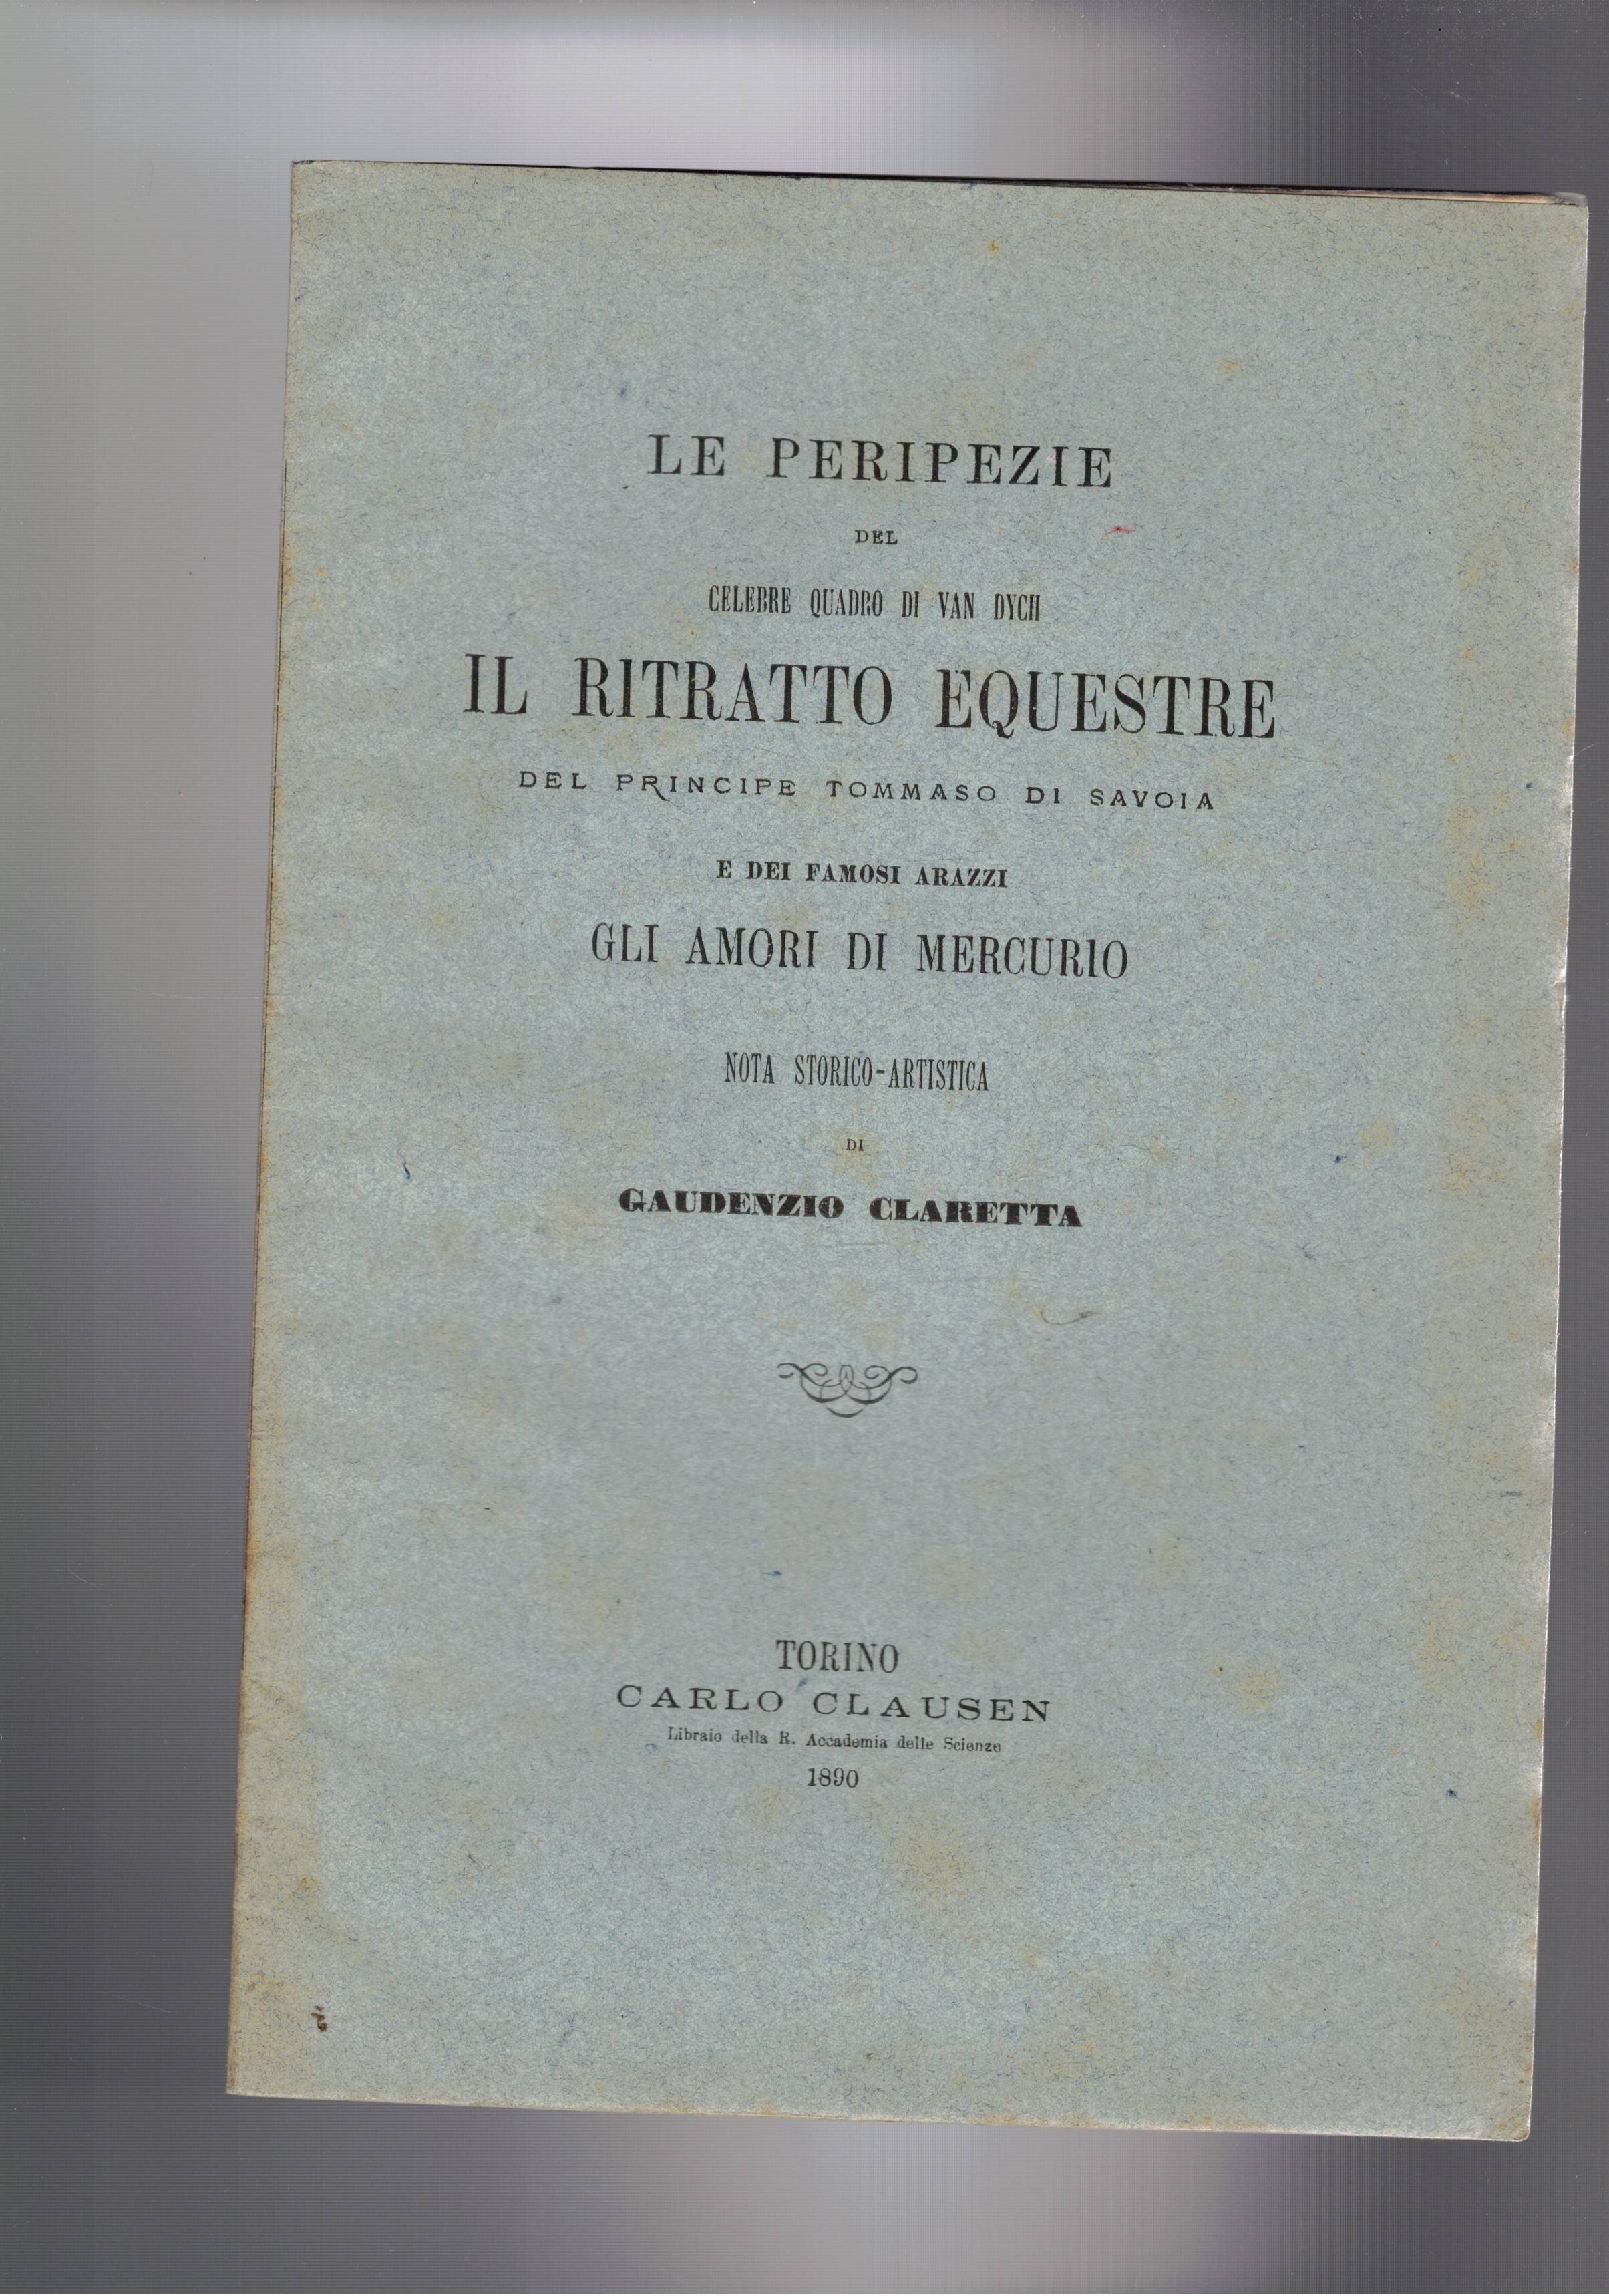 LE PERIPEZIE
DEL
CELEBRE QUADRO DI VAN DYCH
IL RITRATTO EQUESTRE
DEL PRINCIPE TOMMASO DI SAVOIA
E DEI FAMOSI ARAZZI
GLI AMORI DI MERCURIO
NOTA STORICO-ARTISTICA
DI
GAUDENZIO CLARETTA
TORINO
CARLO CLAUSEN
Libraio della R. Accademia delle Scienze
1890